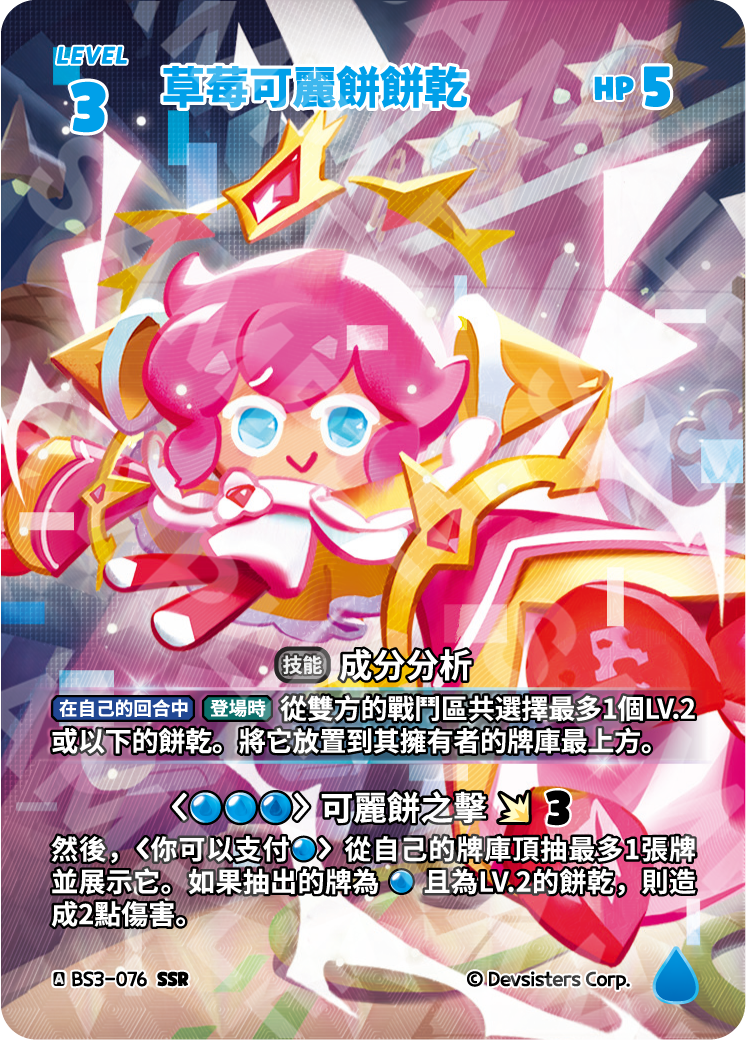 LEVEL
3
草莓可麗餅餅乾
HP 5
技能 成分分析
在自己的回合中 登場時 從雙方的戰鬥區共選擇最多1個LV.2
或以下的餅乾。將它放置到其擁有者的牌庫最上方。
〈🔵🔵🔵〉可麗餅之擊 3
然後，〈你可以支付🔵〉從自己的牌庫頂抽最多1張牌
並展示它。如果抽出的牌為 🔵 且為LV.2的餅乾，則造
成2點傷害。
A BS3-076 SSR
© Devsisters Corp.